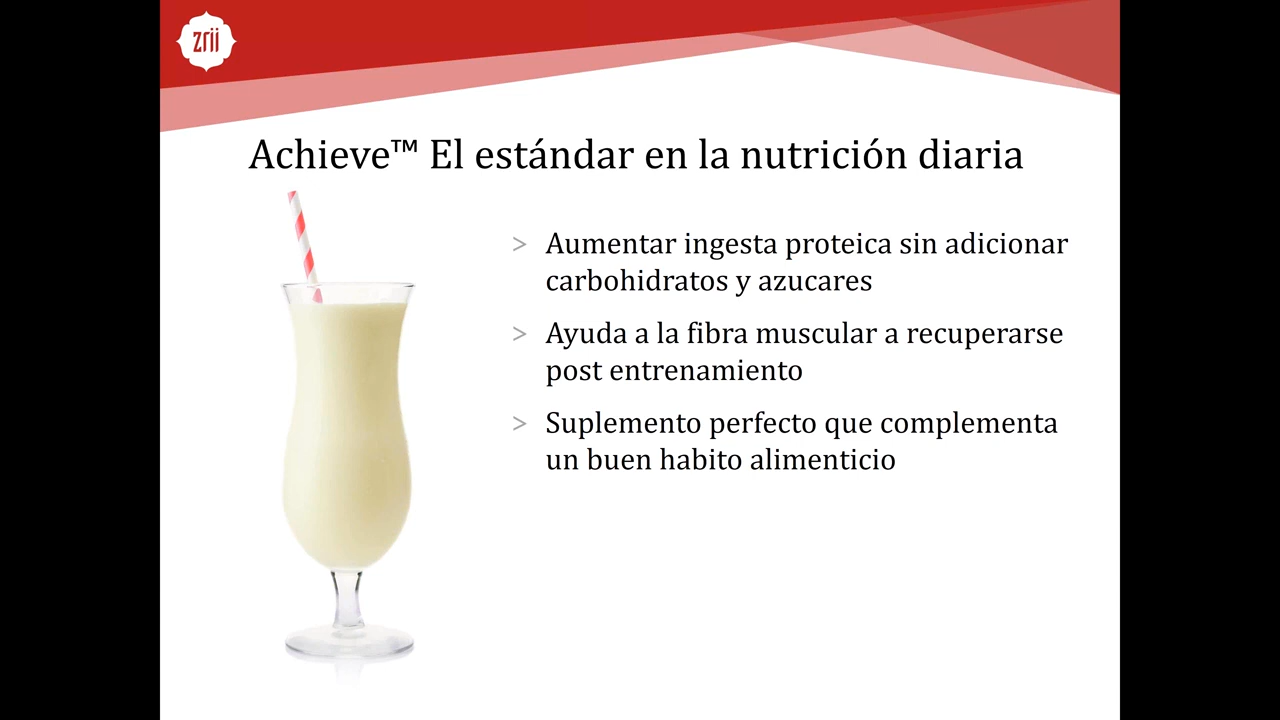 zrii
Achieve™ El estándar en la nutrición diaria
> Aumentar ingesta proteica sin adicionar
carbohidratos y azucares
> Ayuda a la fibra muscular a recuperarse
post entrenamiento
> Suplemento perfecto que complementa
un buen habito alimenticio